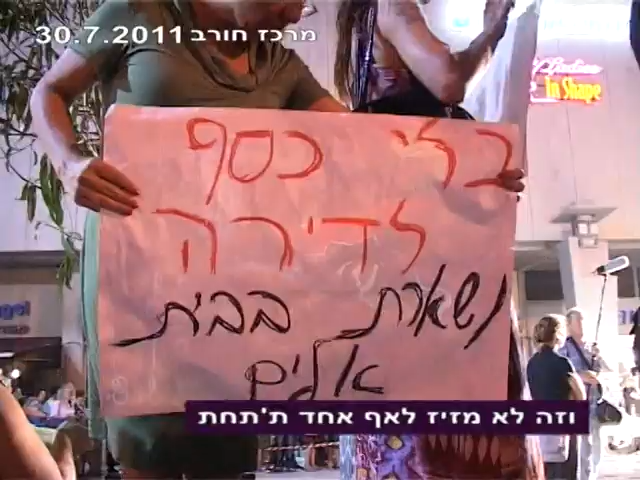 30.7.2011 מרכז חורב
Ladies
In Shape
בלי כסף
לדירה
נשארת בבית
אלים
וזה לא מזיז לאף אחד ת'תחת